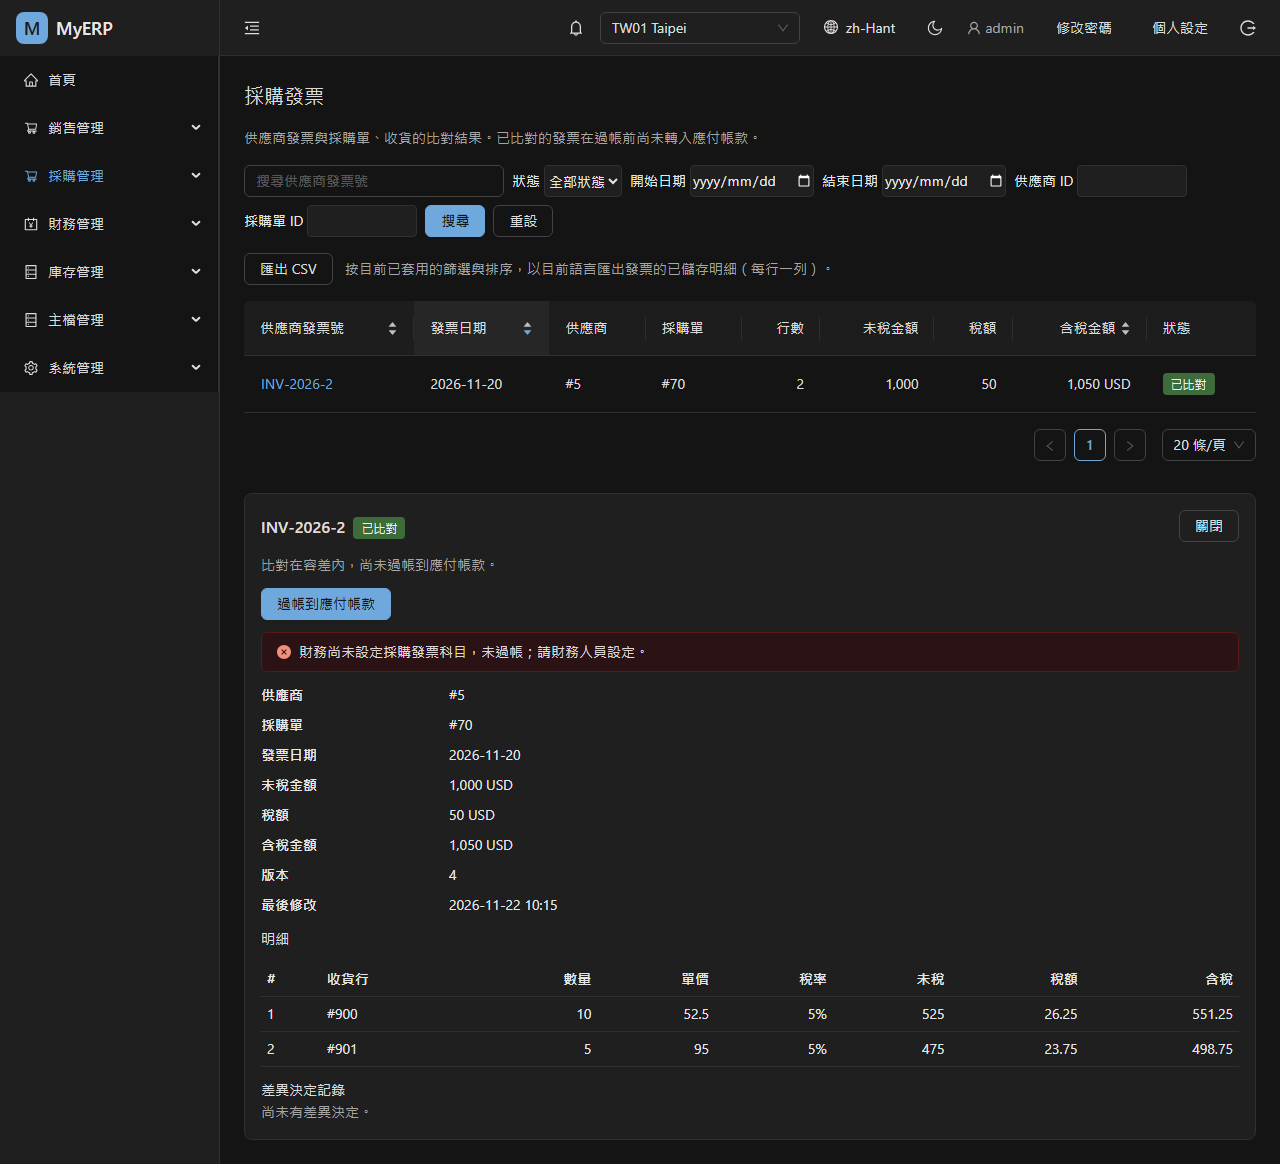 M MyERP
TW01 Taipei
zh-Hant
admin
修改密碼
個人設定
首頁
銷售管理
採購管理
財務管理
庫存管理
主檔管理
系統管理
採購發票
供應商發票與採購單、收貨的比對結果。已比對的發票在過帳前尚未轉入應付帳款。
搜尋供應商發票號 狀態 全部狀態 開始日期 yyyy/mm/dd 結束日期 yyyy/mm/dd 供應商 ID
採購單 ID 搜尋 重設
匯出 CSV 按目前已套用的篩選與排序，以目前語言匯出發票的已儲存明細（每行一列）。
供應商發票號 發票日期 供應商 採購單 行數 未稅金額 稅額 含稅金額 狀態
INV-2026-2 2026-11-20 #5 #70 2 1,000 50 1,050 USD 已比對
< 1 > 20 條/頁
INV-2026-2 已比對 關閉
比對在容差內，尚未過帳到應付帳款。
過帳到應付帳款
財務尚未設定採購發票科目，未過帳；請財務人員設定。
供應商 #5
採購單 #70
發票日期 2026-11-20
未稅金額 1,000 USD
稅額 50 USD
含稅金額 1,050 USD
版本 4
最後修改 2026-11-22 10:15
明細
# 收貨行 數量 單價 稅率 未稅 稅額 含稅
1 #900 10 52.5 5% 525 26.25 551.25
2 #901 5 95 5% 475 23.75 498.75
差異決定記錄
尚未有差異決定。